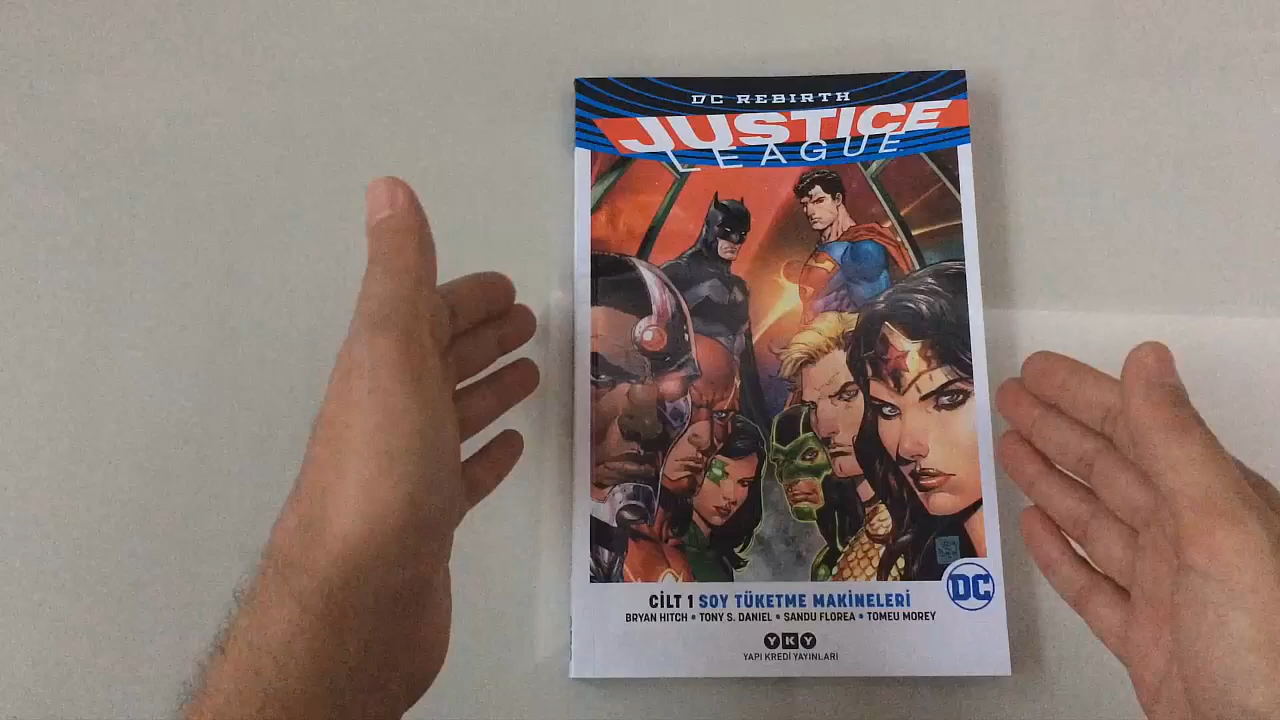 DC REBIRTH
JUSTICE
LEAGUE
CİLT 1 SOY TÜKETME MAKİNELERİ
BRYAN HITCH • TONY S. DANIEL • SANDU FLOREA • TOMEU MOREY
DC
YKY
YAPI KREDİ YAYINLARI